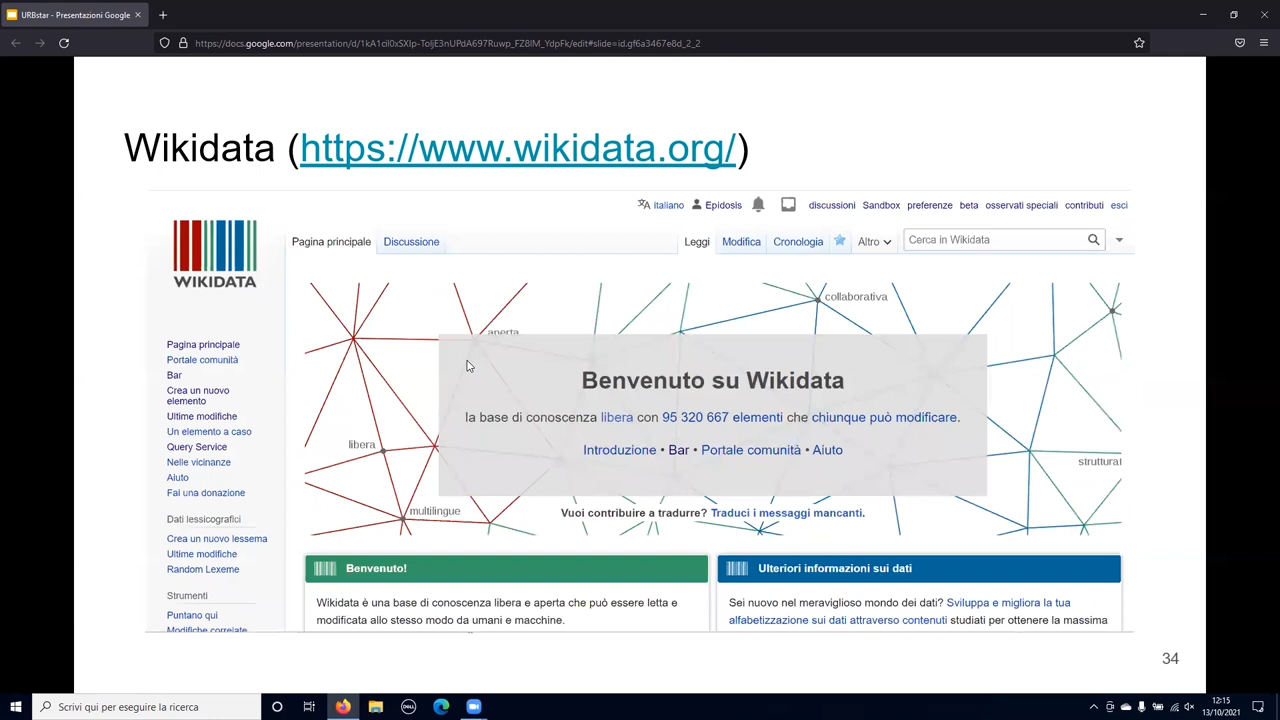 URBstar - Presentazioni Google
https://docs.google.com/presentation/d/1kA1cil0xSXIp-ToIjE3nUPdA697Ruwp_FZ8IM_YdpFk/edit#slide=id.gf6a3467e8d_2_2
Wikidata (https://www.wikidata.org/)
italiano Epidosis discussioni Sandbox preferenze beta osservati speciali contributi esci
Pagina principale Discussione Leggi Modifica Cronologia Altro Cerca in Wikidata
WIKIDATA
collaborativa
aperta
Pagina principale
Portale comunità
Bar
Crea un nuovo
elemento
Ultime modifiche
Un elemento a caso
Query Service
Nelle vicinanze
Aiuto
Fai una donazione
Dati lessicografici
Crea un nuovo lessema
Ultime modifiche
Random Lexeme
Strumenti
Puntano qui
Modifiche correlate
Benvenuto su Wikidata
la base di conoscenza libera con 95 320 667 elementi che chiunque può modificare.
Introduzione • Bar • Portale comunità • Aiuto
libera
struttural
multilingue
Vuoi contribuire a tradurre? Traduci i messaggi mancanti.
Benvenuto!
Wikidata è una base di conoscenza libera e aperta che può essere letta e
modificata allo stesso modo da umani e macchine.
Ulteriori informazioni sui dati
Sei nuovo nel meraviglioso mondo dei dati? Sviluppa e migliora la tua
alfabetizzazione sui dati attraverso contenuti studiati per ottenere la massima
34
Scrivi qui per eseguire la ricerca
DELL
12:15
13/10/2021